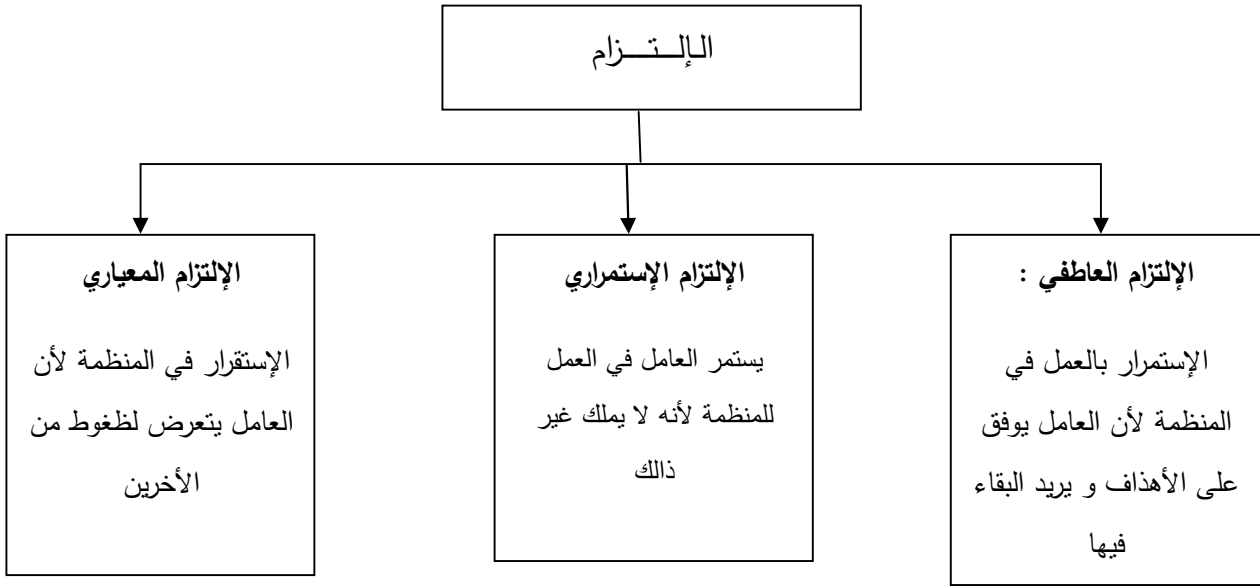 الـإلــتــــزام
الإلتزام العاطفي :
الإستمرار بالعمل في
المنظمة لأن العامل يوفق
على الأهذاف و يريد البقاء
فيها
الإلتزام الإستمراري
يستمر العامل في العمل
للمنظمة لأنه لا يملك غير
ذالك
الإلتزام المعياري
الإستقرار في المنظمة لأن
العامل يتعرض لظغوط من
الأخرين